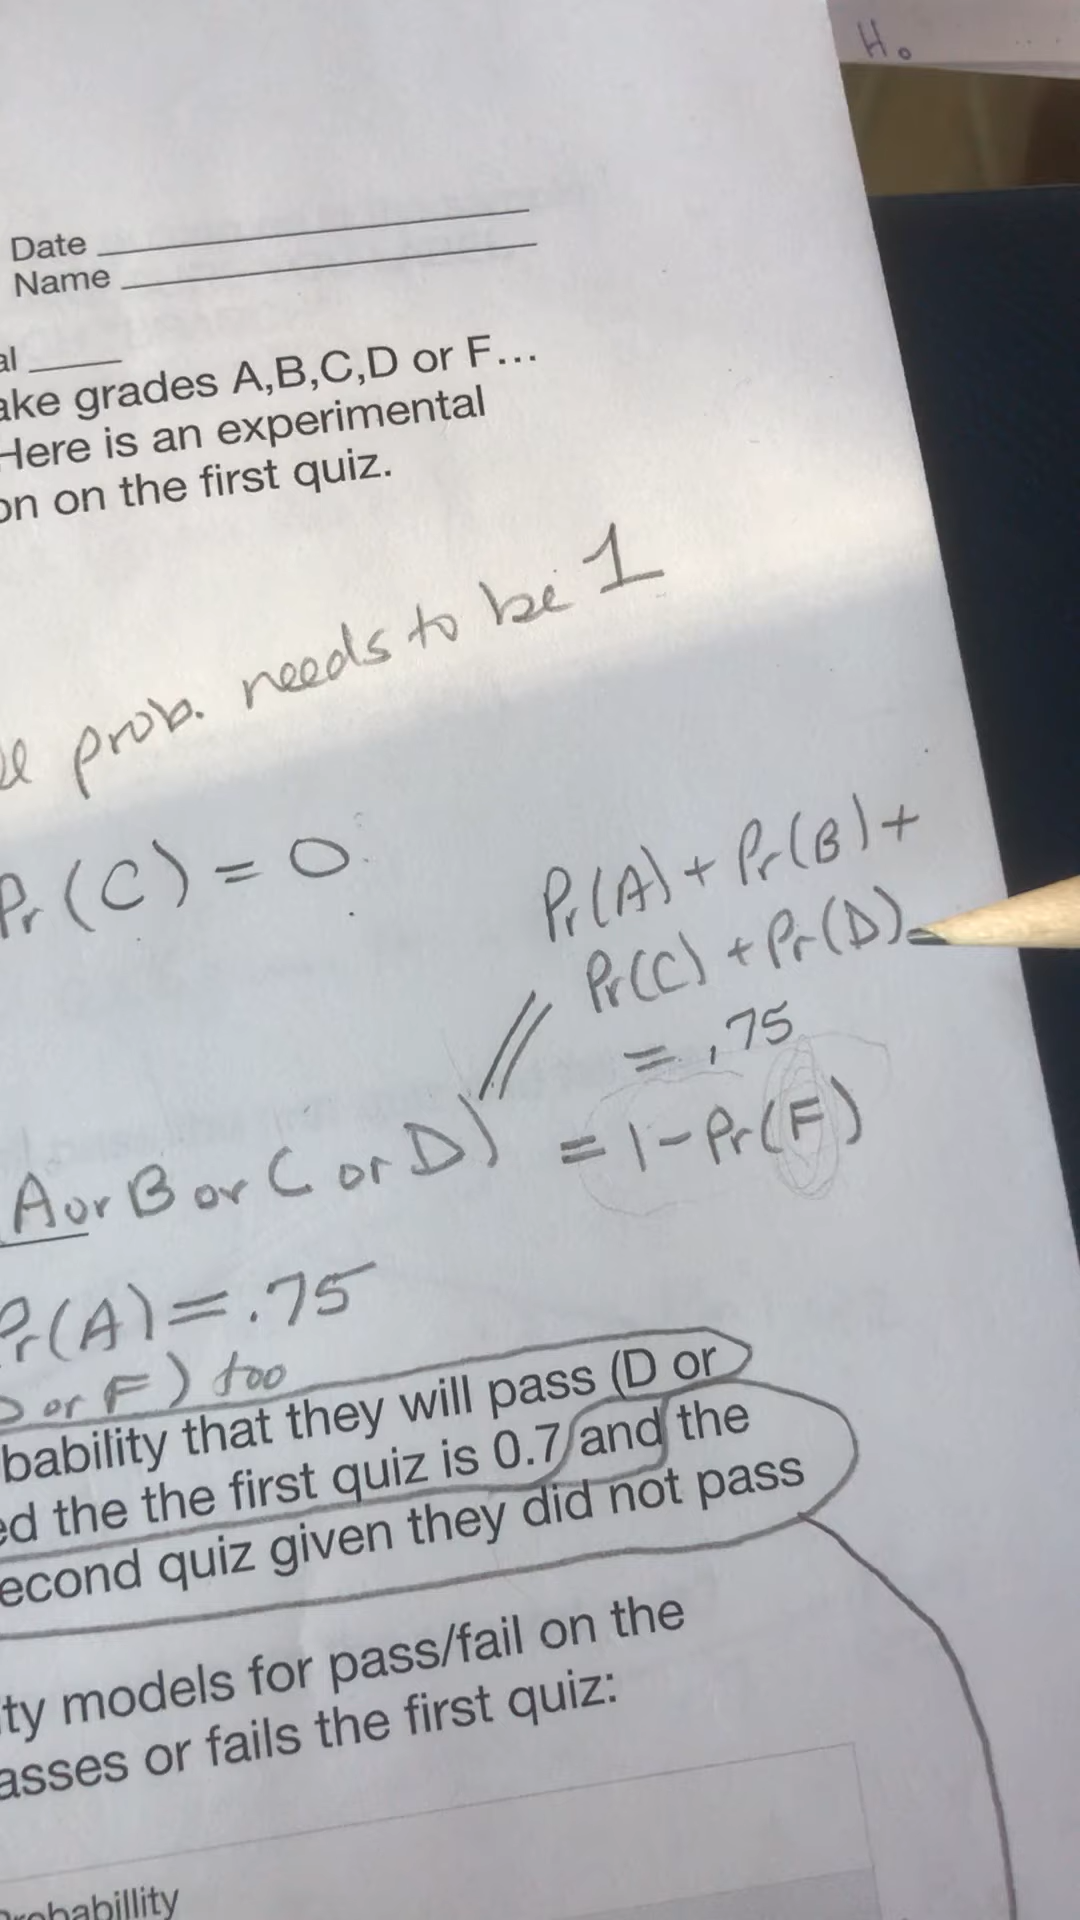 H₀
Date
Name
al
ake grades A,B,C,D or F...
Here is an experimental
on on the first quiz.
prob. needs to be 1
Pr(C) = 0
Pr(A) + Pr(B) +
Pr(C) + Pr(D)
= .75
= 1 - Pr(F)
A or B or C or D) //
Pr(A) = .75
D or F) too
bability that they will pass (D or
ed the the first quiz is 0.7 and the
econd quiz given they did not pass
ty models for pass/fail on the
asses or fails the first quiz:
Probabillity